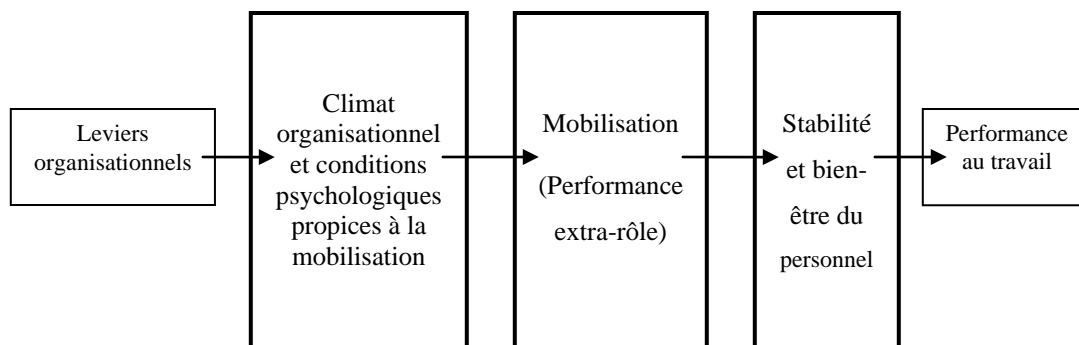 Leviers
organisationnels
Climat
organisationnel
et conditions
psychologiques
propices à la
mobilisation
Mobilisation
(Performance
extra-rôle)
Stabilité
et bien-
être du
personnel
Performance
au travail